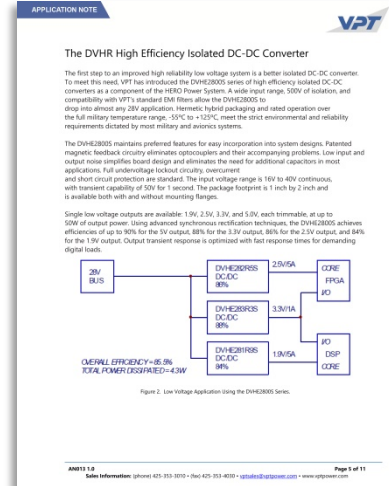 APPLICATION NOTE
VPT
The DVHR High Efficiency Isolated DC-DC Converter
The first step to an improved high reliability low voltage system is a better isolated DC-DC converter.
To meet this need, VPT has introduced the DVHE2800S series of high efficiency isolated DC-DC
converters as a component of the HERO Power System. A wide input range, 500V of isolation, and
compatibility with VPT's standard EMI filters allow the DVHE2800S to
drop into almost any 28V application. Hermetic hybrid packaging and rated operation over
the full military temperature range, -55°C to +125°C, meet the strict environmental and reliability
requirements dictated by most military and avionics systems.
The DVHE2800S maintains preferred features for easy incorporation into system designs. Patented
magnetic feedback circuitry eliminates optocouplers and their accompanying problems. Low input and
output noise simplifies board design and eliminates the need for additional capacitors in most
applications. Full undervoltage lockout circuitry, overcurrent
and short circuit protection are standard. The input voltage range is 16V to 40V continuous,
with transient capability of 50V for 1 second. The package footprint is 1 inch by 2 inch and
is available both with and without mounting flanges.
Single low voltage outputs are available: 1.9V, 2.5V, 3.3V, and 5.0V, each trimmable, at up to
50W of output power. Using advanced synchronous rectification techniques, the DVHE2800S achieves
efficiencies of up to 90% for the 5V output, 88% for the 3.3V output, 86% for the 2.5V output, and 84%
for the 1.9V output. Output transient response is optimized with fast response times for demanding
digital loads.
28V
BUS
DVHE282R5S
DC/DC
86%
2.5V/5A
CORE
FPGA
I/O
DVHE283R3S
DC/DC
88%
3.3V/1A
DVHE281R9S
DC/DC
84%
1.9V/5A
I/O
DSP
CORE
OVERALL EFFICIENCY = 85.5%
TOTAL POWER DISSIPATED = 4.3W
Figure 2. Low Voltage Application Using the DVHE2800S Series.
AN013 1.0 Page 5 of 11
Sales Information: (phone) 425-353-3010 • (fax) 425-353-4030 • vptsales@vptpower.com • www.vptpower.com